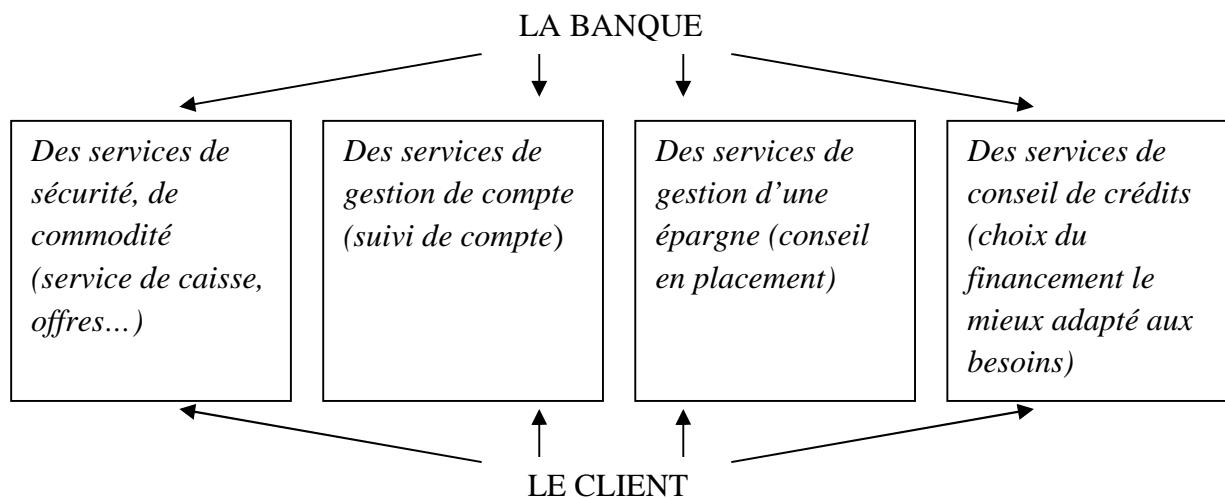 LA BANQUE
Des services de
sécurité, de
commodité
(service de caisse,
offres…)
Des services de
gestion de compte
(suivi de compte)
Des services de
gestion d’une
épargne (conseil
en placement)
Des services de
conseil de crédits
(choix du
financement le
mieux adapté aux
besoins)
LE CLIENT